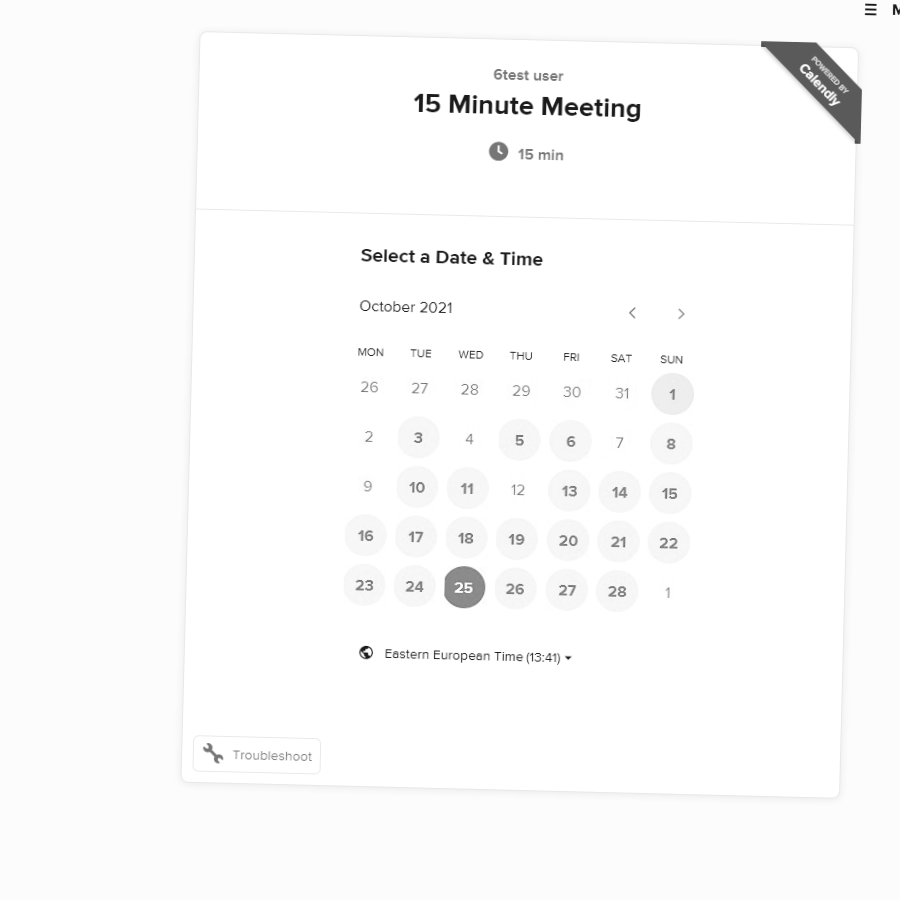 M
6test user
15 Minute Meeting
POWERED BY
Calendly
15 min
Select a Date & Time
October 2021
MON TUE WED THU FRI SAT SUN
26 27 28 29 30 31 1
2 3 4 5 6 7 8
9 10 11 12 13 14 15
16 17 18 19 20 21 22
23 24 25 26 27 28 1
Eastern European Time (13:41)
Troubleshoot